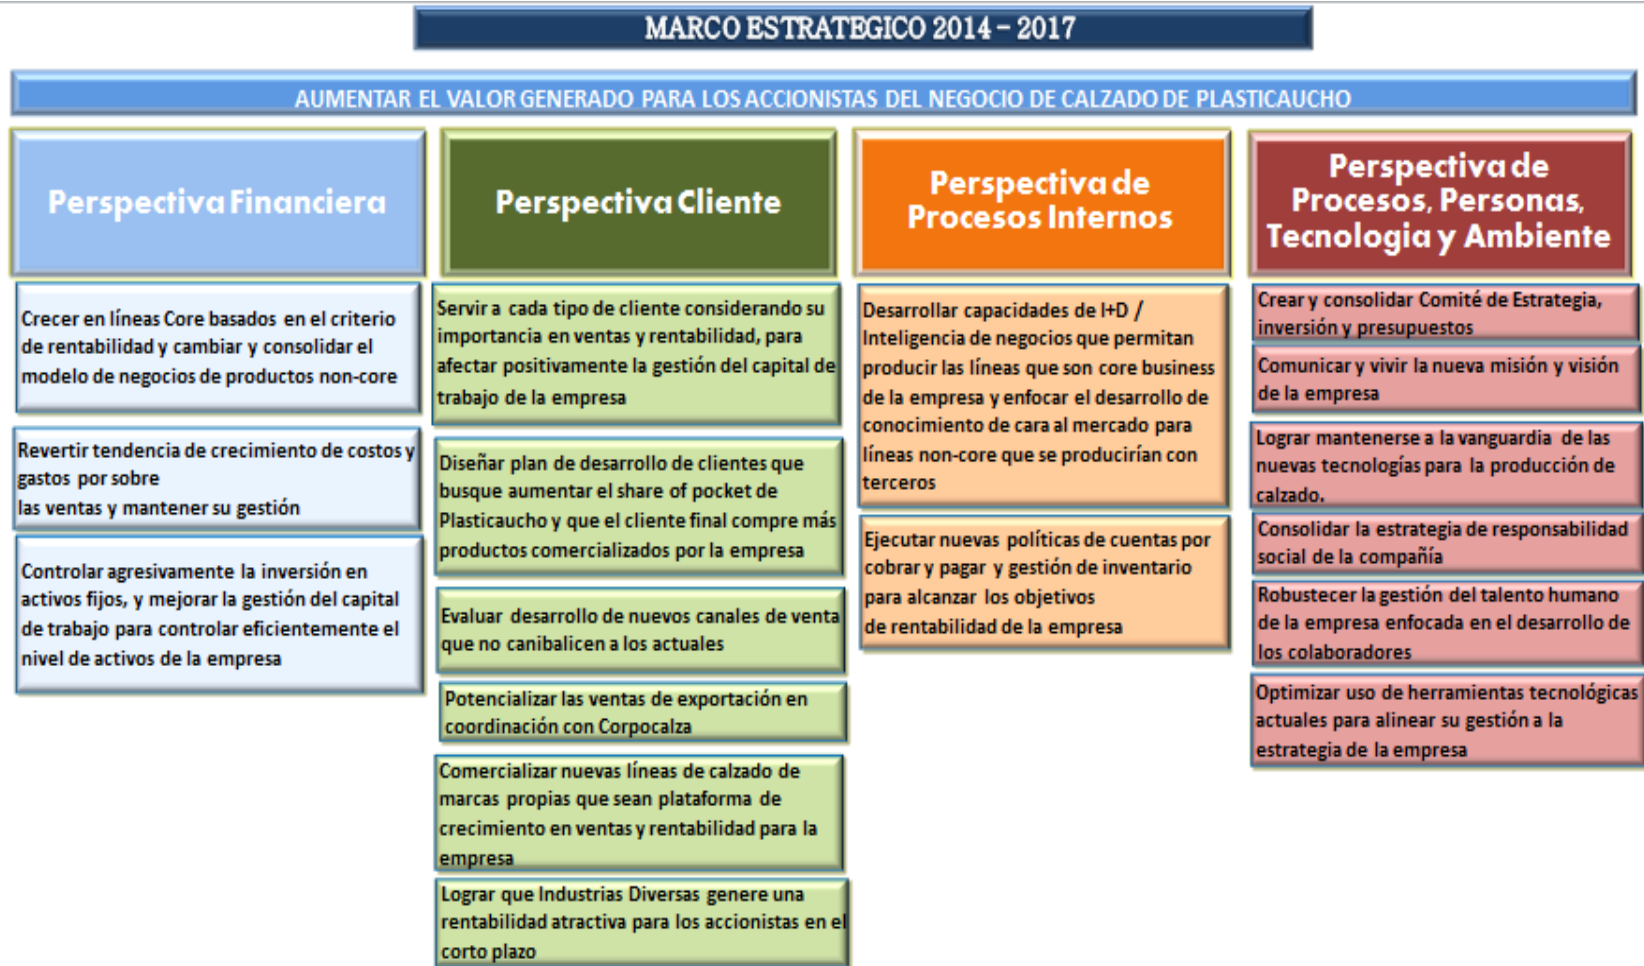 MARCO ESTRATEGICO 2014 – 2017
AUMENTAR EL VALOR GENERADO PARA LOS ACCIONISTAS DEL NEGOCIO DE CALZADO DE PLASTICAUCHO
Perspectiva Financiera
Crecer en líneas Core basados en el criterio
de rentabilidad y cambiar y consolidar el
modelo de negocios de productos non-core
Revertir tendencia de crecimiento de costos y
gastos por sobre
las ventas y mantener su gestión
Controlar agresivamente la inversión en
activos fijos, y mejorar la gestión del capital
de trabajo para controlar eficientemente el
nivel de activos de la empresa
Perspectiva Cliente
Servir a cada tipo de cliente considerando su
importancia en ventas y rentabilidad, para
afectar positivamente la gestión del capital de
trabajo de la empresa
Diseñar plan de desarrollo de clientes que
busque aumentar el share of pocket de
Plasticaucho y que el cliente final compre más
productos comercializados por la empresa
Evaluar desarrollo de nuevos canales de venta
que no canibalicen a los actuales
Potencializar las ventas de exportación en
coordinación con Corpocalza
Comercializar nuevas líneas de calzado de
marcas propias que sean plataforma de
crecimiento en ventas y rentabilidad para la
empresa
Lograr que Industrias Diversas genere una
rentabilidad atractiva para los accionistas en el
corto plazo
Perspectiva de
Procesos Internos
Desarrollar capacidades de I+D /
Inteligencia de negocios que permitan
producir las líneas que son core business
de la empresa y enfocar el desarrollo de
conocimiento de cara al mercado para
líneas non-core que se producirían con
terceros
Ejecutar nuevas políticas de cuentas por
cobrar y pagar y gestión de inventario
para alcanzar los objetivos
de rentabilidad de la empresa
Perspectiva de
Procesos, Personas,
Tecnologia y Ambiente
Crear y consolidar Comité de Estrategia,
inversión y presupuestos
Comunicar y vivir la nueva misión y visión
de la empresa
Lograr mantenerse a la vanguardia de las
nuevas tecnologías para la producción de
calzado.
Consolidar la estrategia de responsabilidad
social de la compañía
Robustecer la gestión del talento humano
de la empresa enfocada en el desarrollo de
los colaboradores
Optimizar uso de herramientas tecnológicas
actuales para alinear su gestión a la
estrategia de la empresa